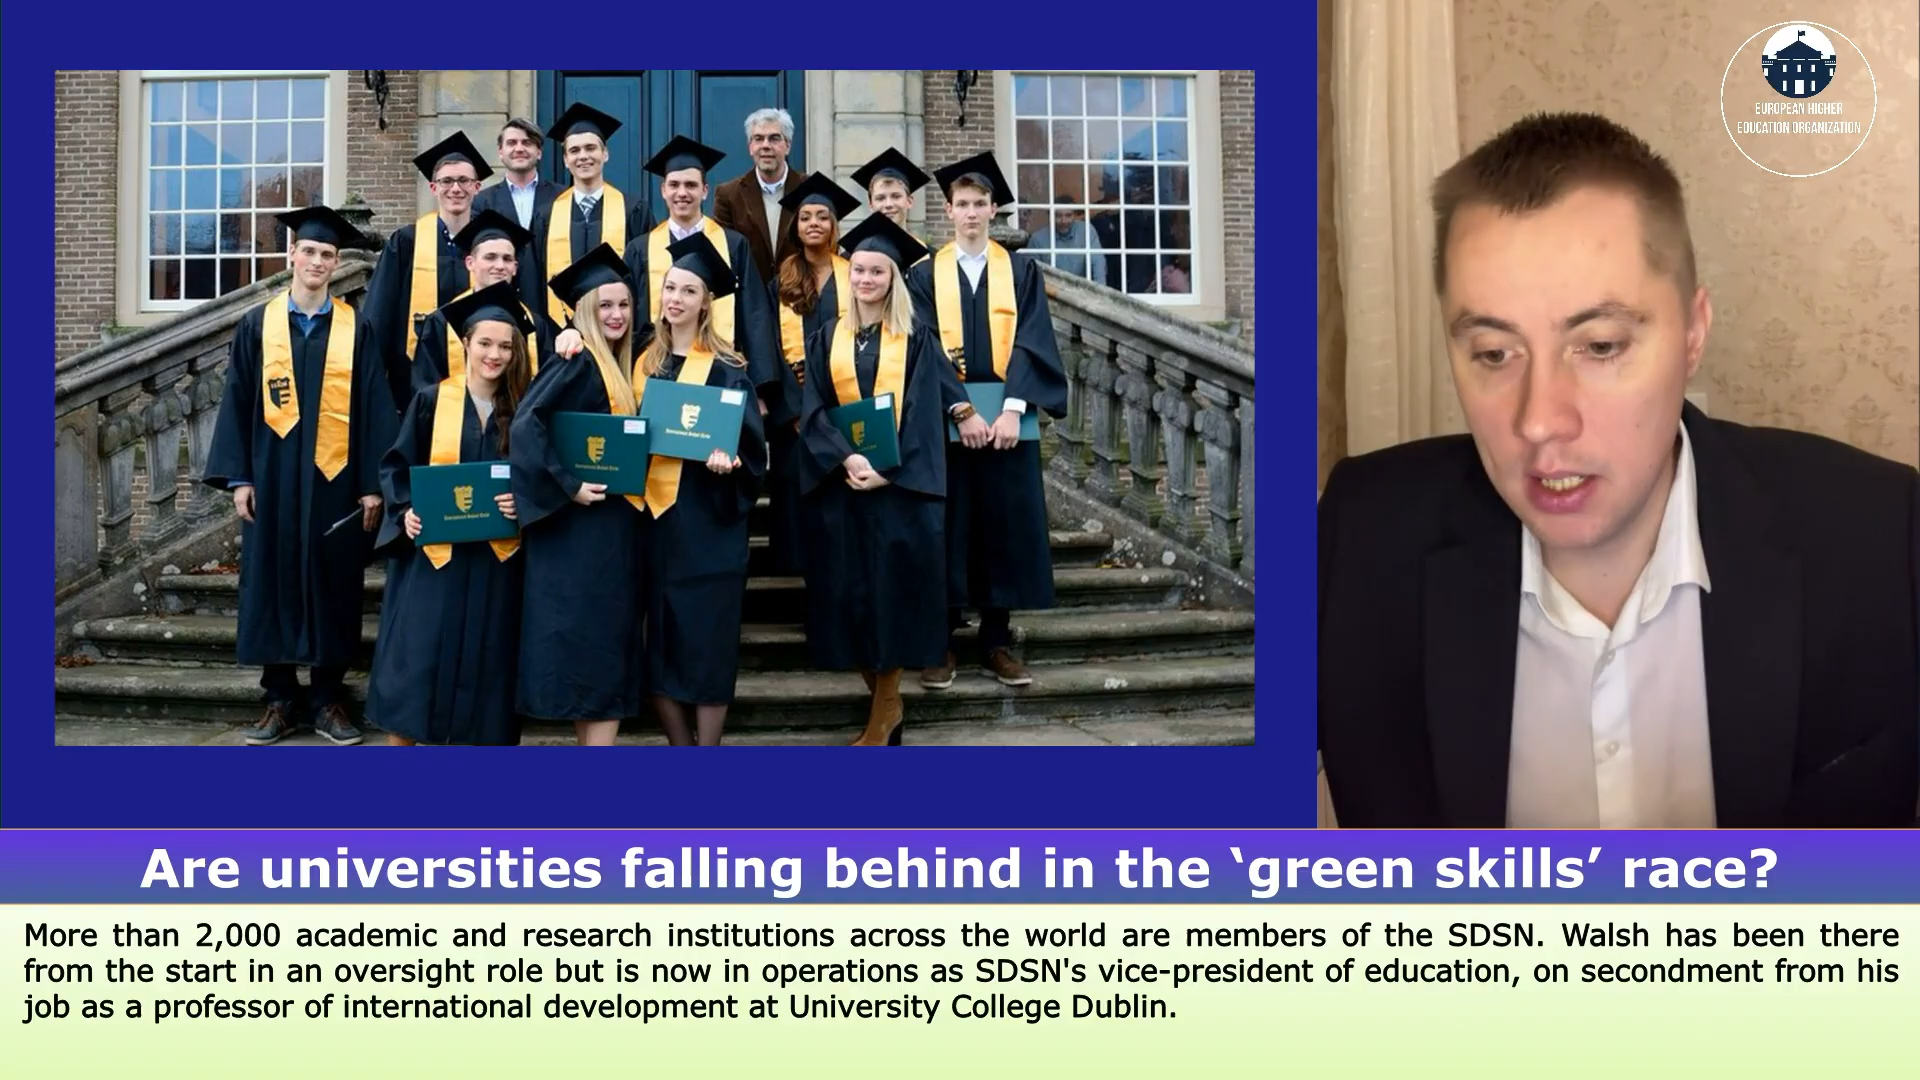 EUROPEAN HIGHER
EDUCATION ORGANIZATION
Are universities falling behind in the ‘green skills’ race?
More than 2,000 academic and research institutions across the world are members of the SDSN. Walsh has been there
from the start in an oversight role but is now in operations as SDSN's vice-president of education, on secondment from his
job as a professor of international development at University College Dublin.